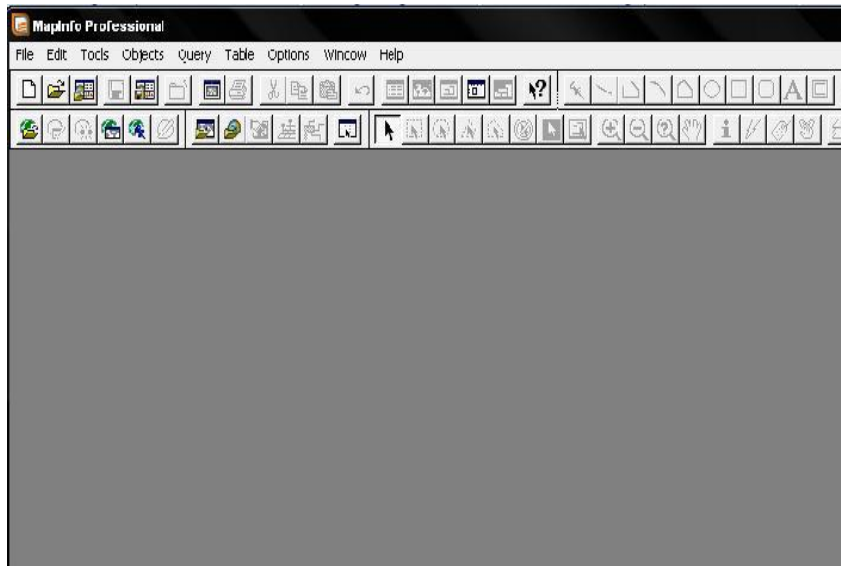 MapInfo Professional
File Edit Tools Objects Query Table Options Window Help
A